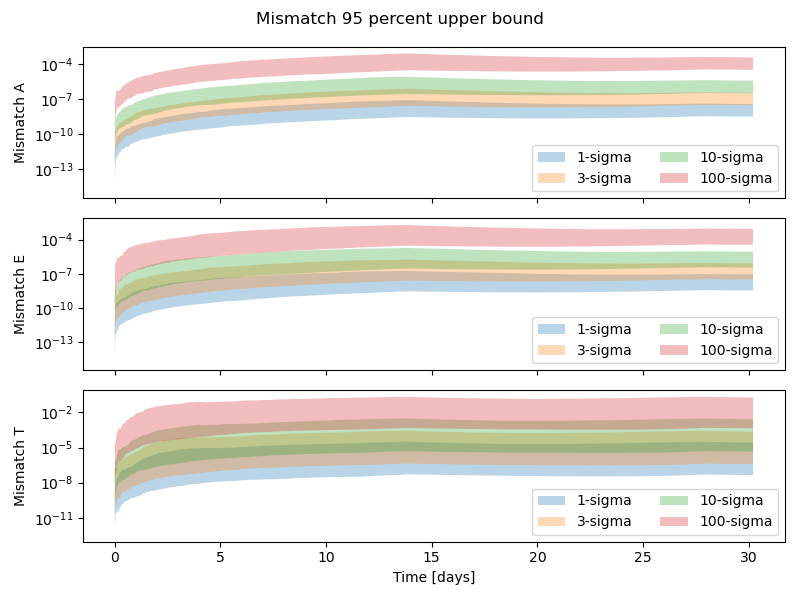 Mismatch 95 percent upper bound
Mismatch A
10⁻⁴
10⁻⁷
10⁻¹⁰
10⁻¹³
1-sigma 10-sigma
3-sigma 100-sigma
Mismatch E
10⁻⁴
10⁻⁷
10⁻¹⁰
10⁻¹³
1-sigma 10-sigma
3-sigma 100-sigma
Mismatch T
10⁻²
10⁻⁵
10⁻⁸
10⁻¹¹
1-sigma 10-sigma
3-sigma 100-sigma
0 5 10 15 20 25 30
Time [days]